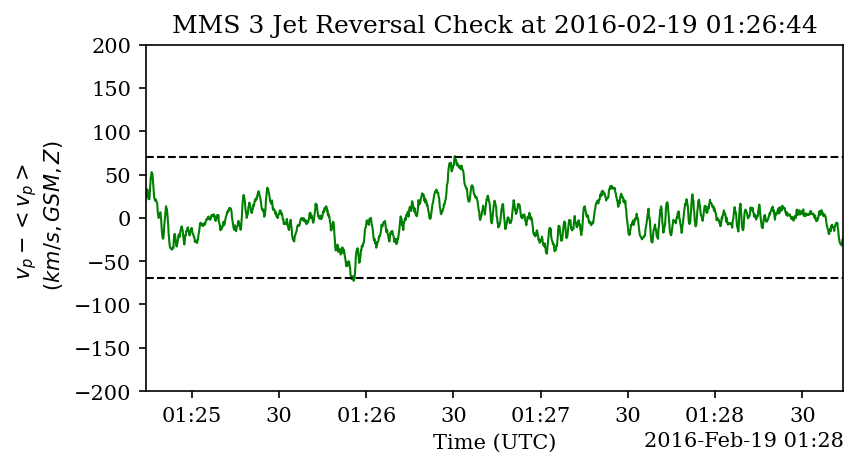 MMS 3 Jet Reversal Check at 2016-02-19 01:26:44
200
150
100
50
0
−50
−100
−150
−200
v_p − < v_p >
(km/s, GSM, Z)
01:25 30 01:26 30 01:27 30 01:28 30
Time (UTC)
2016-Feb-19 01:28